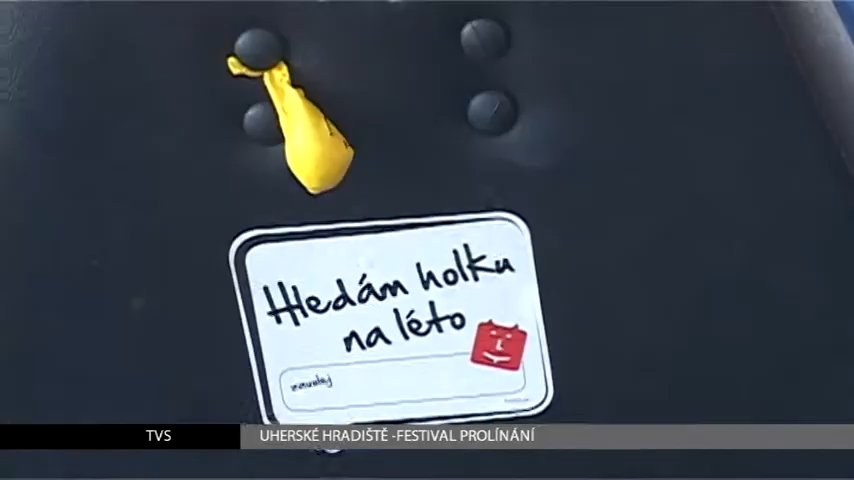 Hledám holku
na léto
TVS
UHERSKÉ HRADIŠTĚ -FESTIVAL PROLÍNÁNÍ